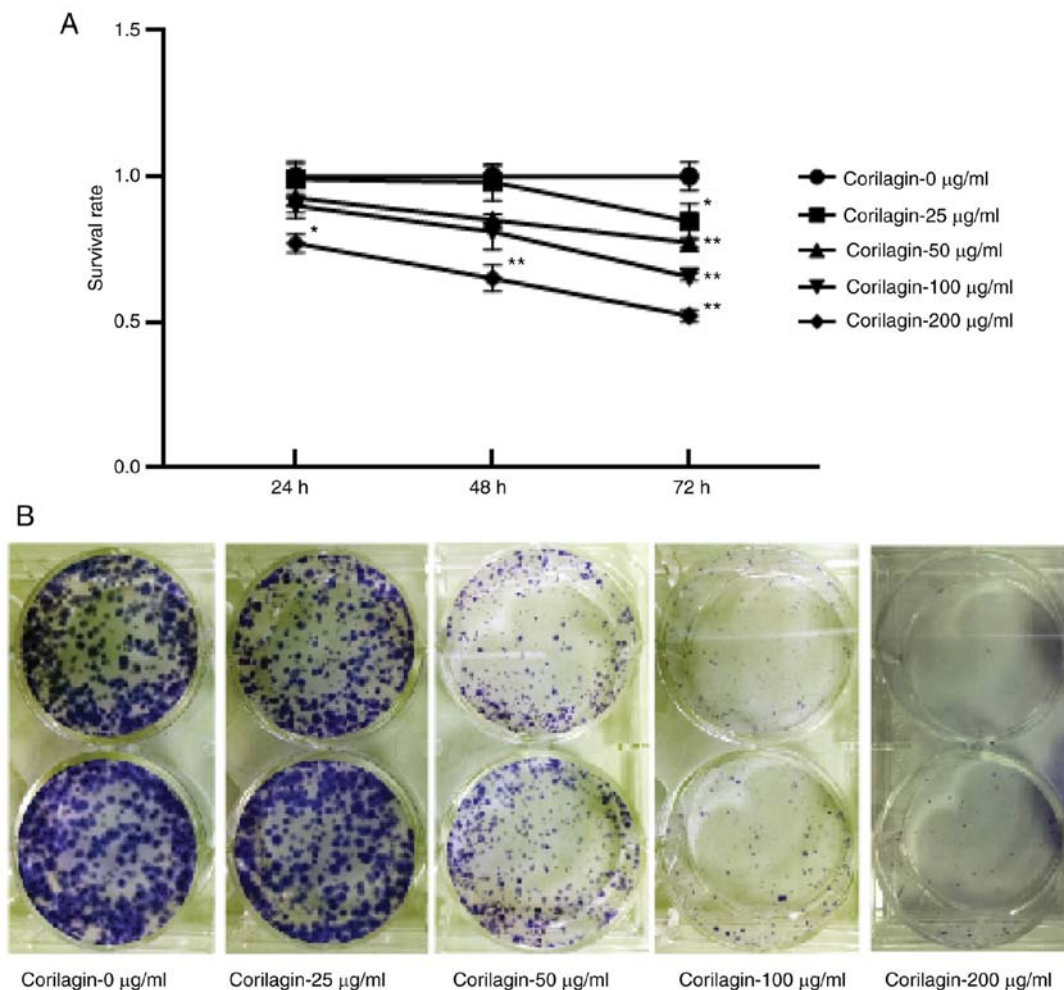 A
1.5
1.0
0.5
0.0
Survival rate
*
**
*
**
**
**
24 h
48 h
72 h
Corilagin-0 μg/ml
Corilagin-25 μg/ml
Corilagin-50 μg/ml
Corilagin-100 μg/ml
Corilagin-200 μg/ml
B
Corilagin-0 μg/ml
Corilagin-25 μg/ml
Corilagin-50 μg/ml
Corilagin-100 μg/ml
Corilagin-200 μg/ml